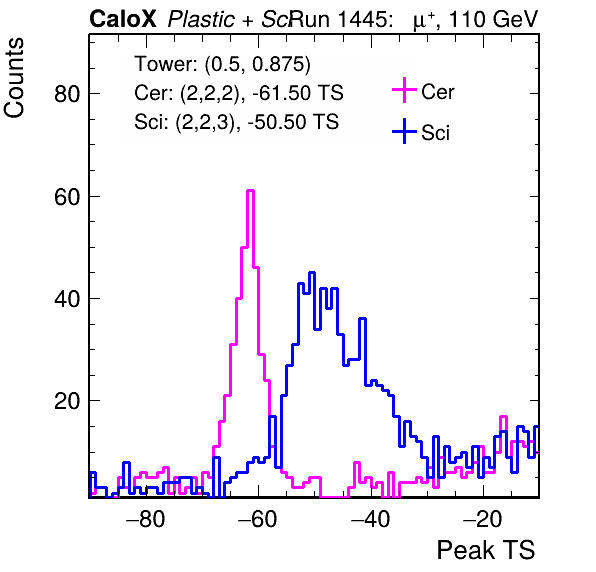 CaloX Plastic + Sci Run 1445: μ⁺, 110 GeV
Tower: (0.5, 0.875)
Cer: (2,2,2), -61.50 TS
Sci: (2,2,3), -50.50 TS
Cer
Sci
Counts
80
60
40
20
−80 −60 −40 −20
Peak TS